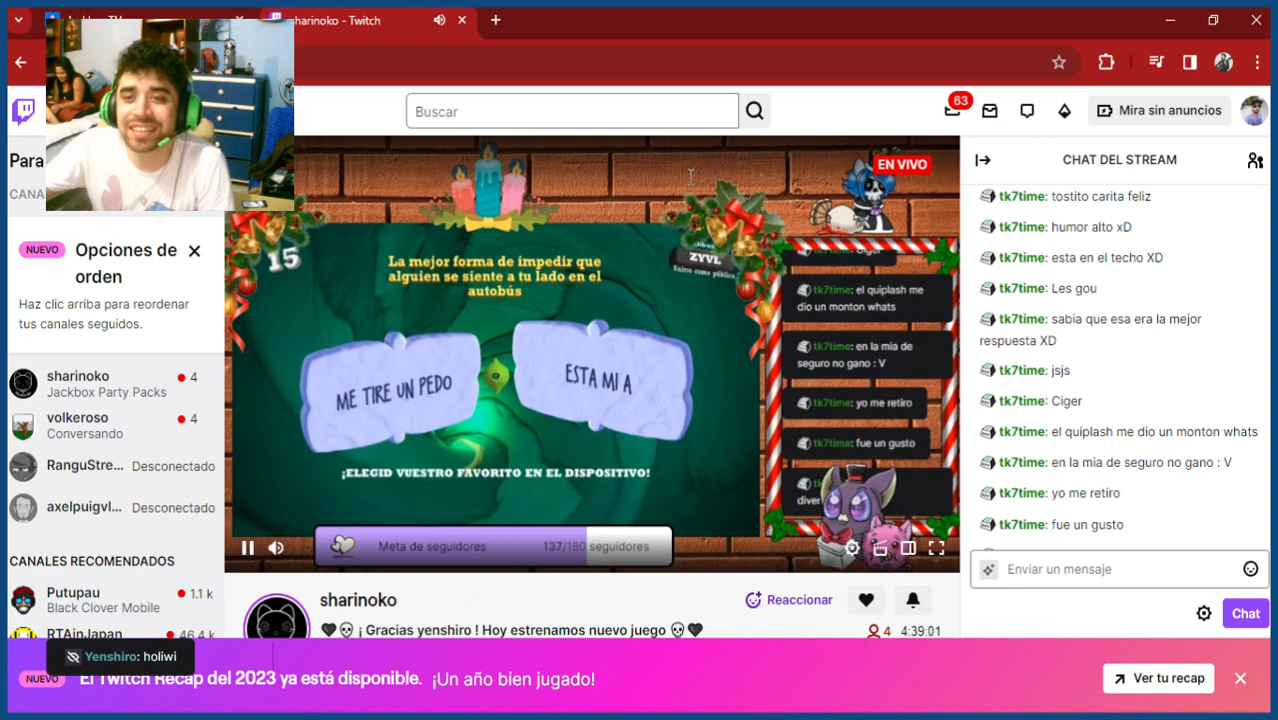 sharinoko - Twitch
Buscar
63
Mira sin anuncios
Para
CANA
NUEVO
Opciones de
orden
Haz clic arriba para reordenar
tus canales seguidos.
sharinoko
4
Jackbox Party Packs
volkeroso
4
Conversando
RanguStre...
Desconectado
axelpuigvl...
Desconectado
CANALES RECOMENDADOS
Putupau
1.1 k
Black Clover Mobile
RTAinJapan
46.4 k
EN VIVO
15
La mejor forma de impedir que
alguien se siente a tu lado en el
autobús
ZYVL
Unirse como público
ME TIRE UN PEDO
ESTA MI A
¡ELEGID VUESTRO FAVORITO EN EL DISPOSITIVO!
tk7time: el quiplash me
dio un monton whats
tk7time: en la mia de
seguro no gano : V
tk7time: yo me retiro
tk7time: fue un gusto
Meta de seguidores
137/180 seguidores
sharinoko
Reaccionar
¡ Gracias yenshiro ! Hoy estrenamos nuevo juego
4
4:39:01
CHAT DEL STREAM
tk7time: tostito carita feliz
tk7time: humor alto xD
tk7time: esta en el techo XD
tk7time: Les gou
tk7time: sabia que esa era la mejor
respuesta XD
tk7time: jsjs
tk7time: Ciger
tk7time: el quiplash me dio un monton whats
tk7time: en la mia de seguro no gano : V
tk7time: yo me retiro
tk7time: fue un gusto
Enviar un mensaje
Chat
Yenshiro: holiwi
NUEVO
El Twitch Recap del 2023 ya está disponible. ¡Un año bien jugado!
Ver tu recap